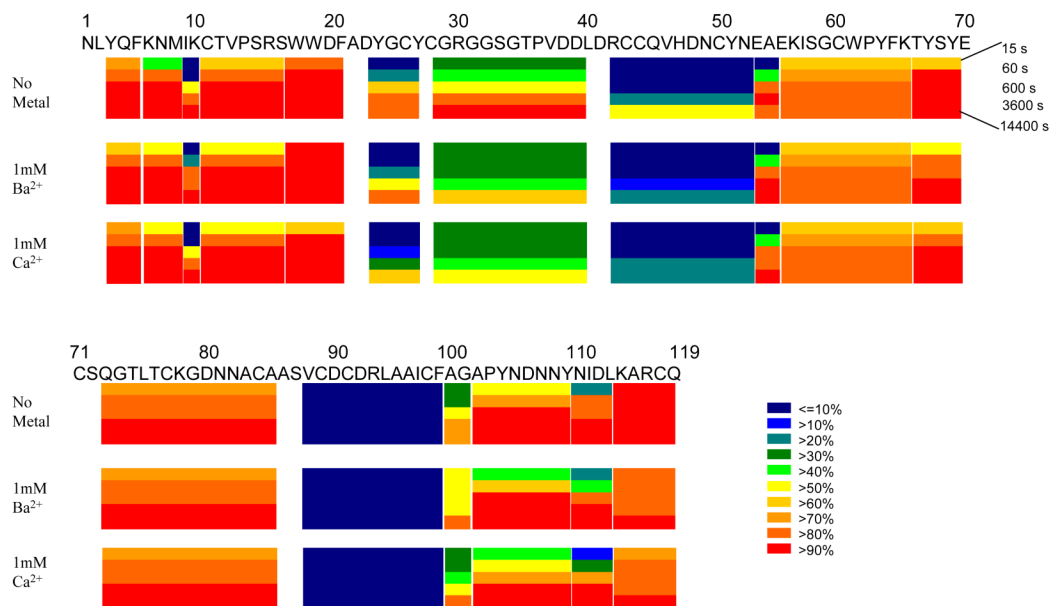 1 10 20 30 40 50 60 70
NLYQFKNMIKCTVPSRSWWDFADYGCYCGRGGSGTPVDDLDRCCQVHDNCYNEAEKISGCWPYFKTYSYE
No
Metal
15 s
60 s
600 s
3600 s
14400 s
1mM
Ba²⁺
1mM
Ca²⁺
71 80 90 100 110 119
CSQGTLTCKGDNNACAASVCDCDRLAAICFAGAPYNDNNYNIDLKARCQ
No
Metal
1mM
Ba²⁺
1mM
Ca²⁺
<=10%
>10%
>20%
>30%
>40%
>50%
>60%
>70%
>80%
>90%